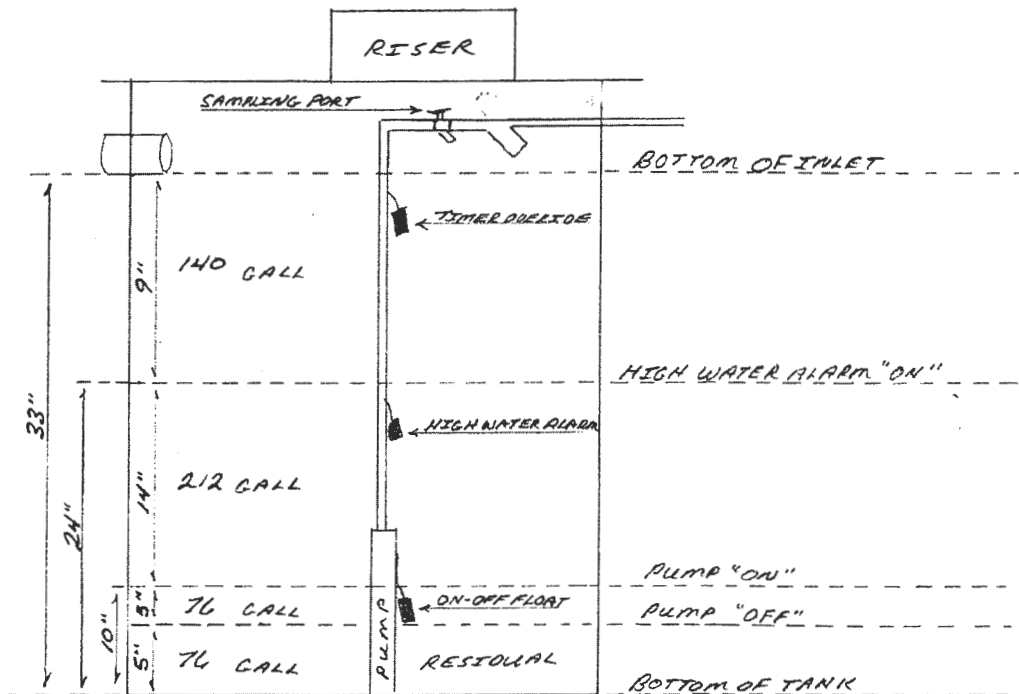 RISER
SAMPLING PORT
BOTTOM OF INLET
TIMER OVERIDE
9"
140 GALL
33"
HIGH WATER ALARM "ON"
HIGH WATER ALARM
24"
14"
212 GALL
PUMP "ON"
10"
5"
76 GALL
ON-OFF FLOAT
PUMP "OFF"
5"
76 GALL
PUMP
RESIDUAL
BOTTOM OF TANK